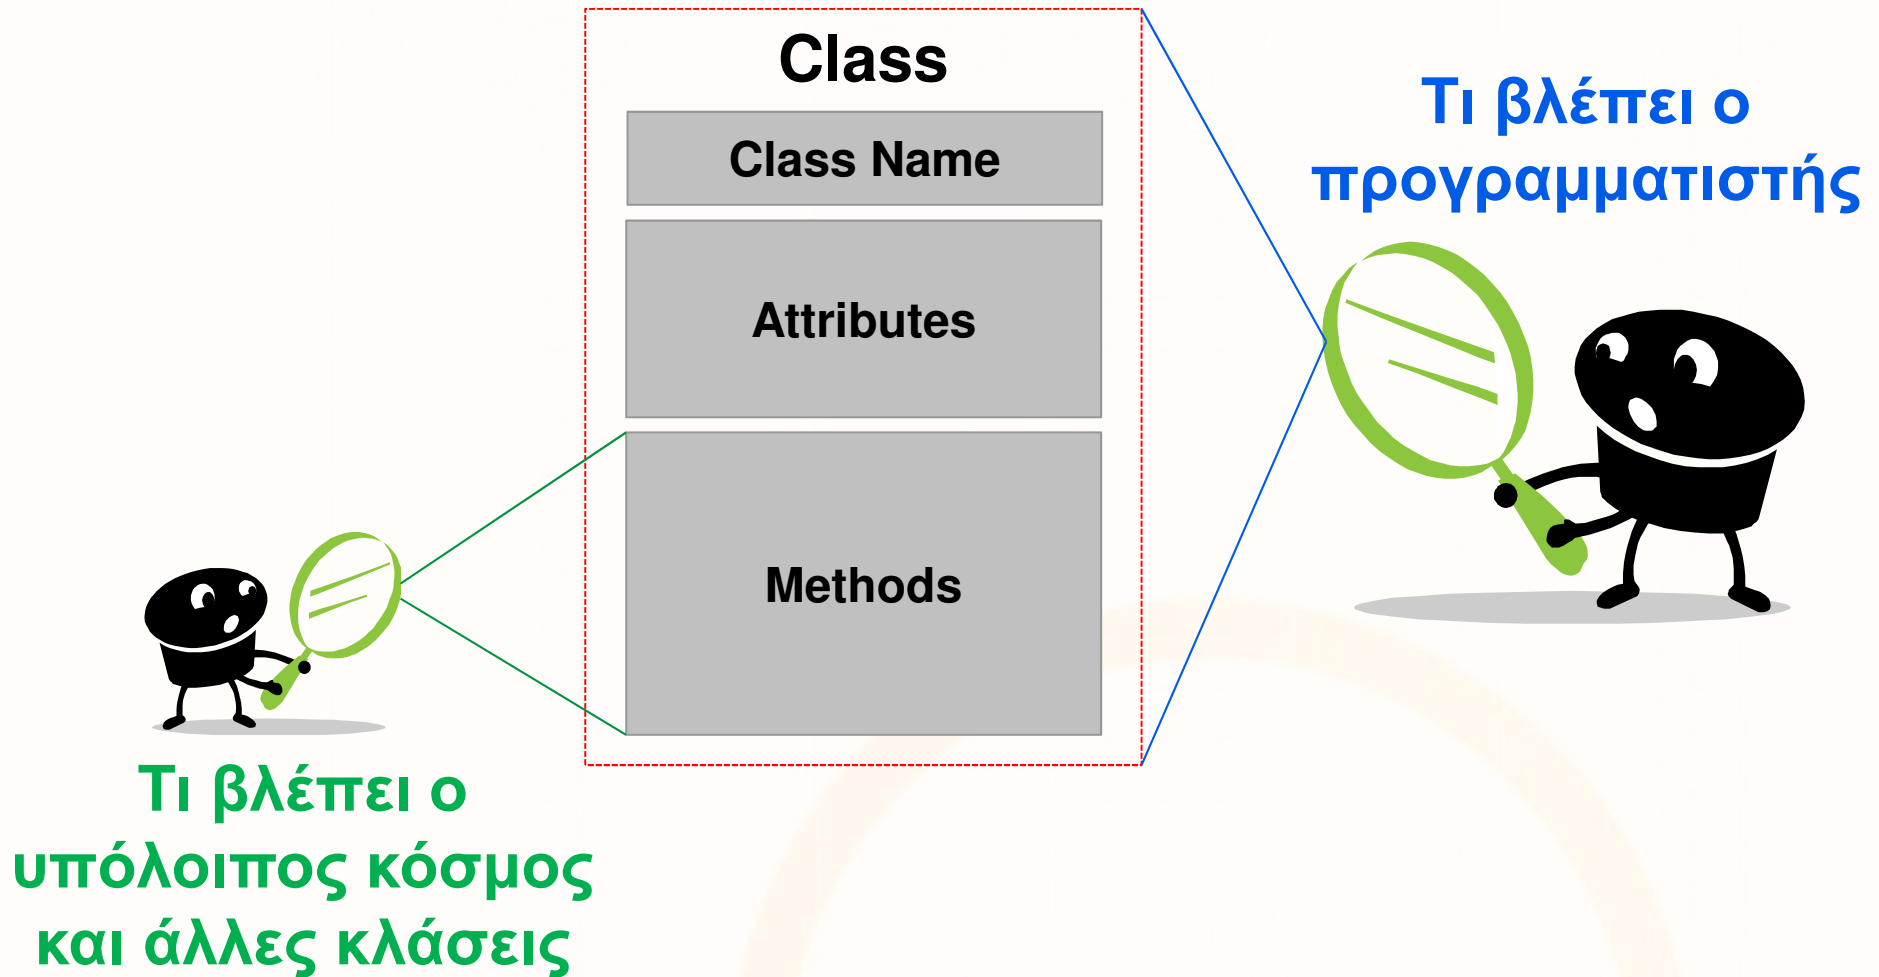 Class
Class Name
Attributes
Methods
Τι βλέπει ο
προγραμματιστής
Τι βλέπει ο
υπόλοιπος κόσμος
και άλλες κλάσεις